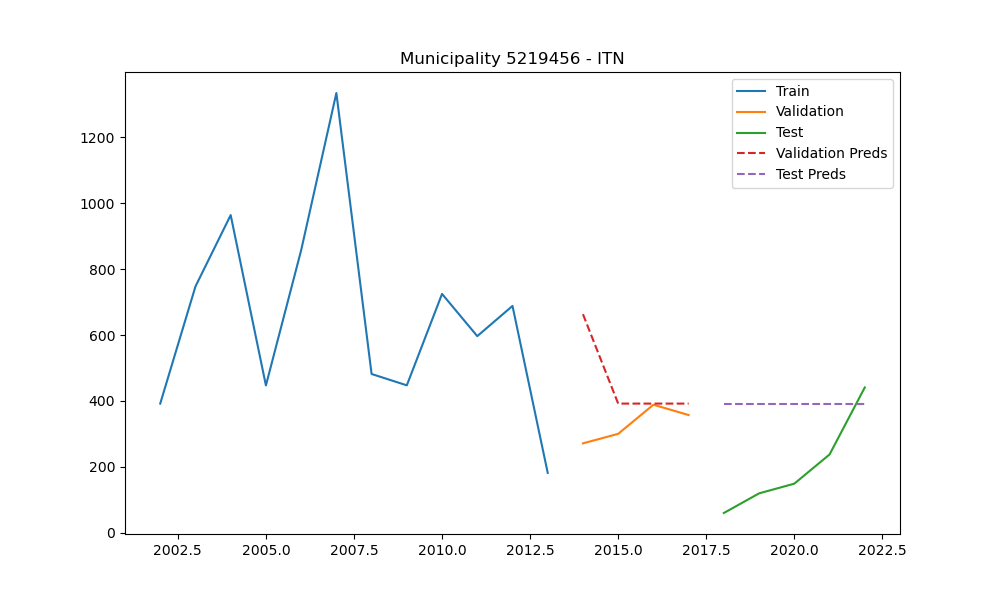 Municipality 5219456 - ITN
Train
Validation
Test
Validation Preds
Test Preds
1200
1000
800
600
400
200
0
2002.5 2005.0 2007.5 2010.0 2012.5 2015.0 2017.5 2020.0 2022.5